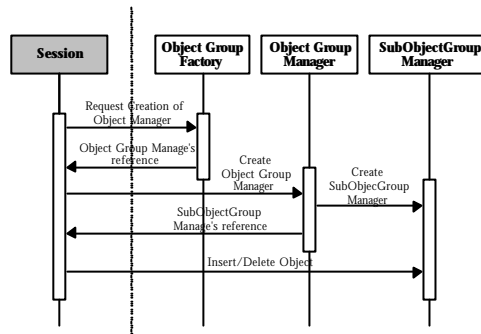 Session
Object Group
Factory
Object Group
Manager
SubObjectGroup
Manager
Request Creation of
Object Manager
Object Group Manage's
reference
Create
Object Group
Manager
Create
SubObjecGroup
Manager
SubObjectGroup
Manage's reference
Insert/Delete Object